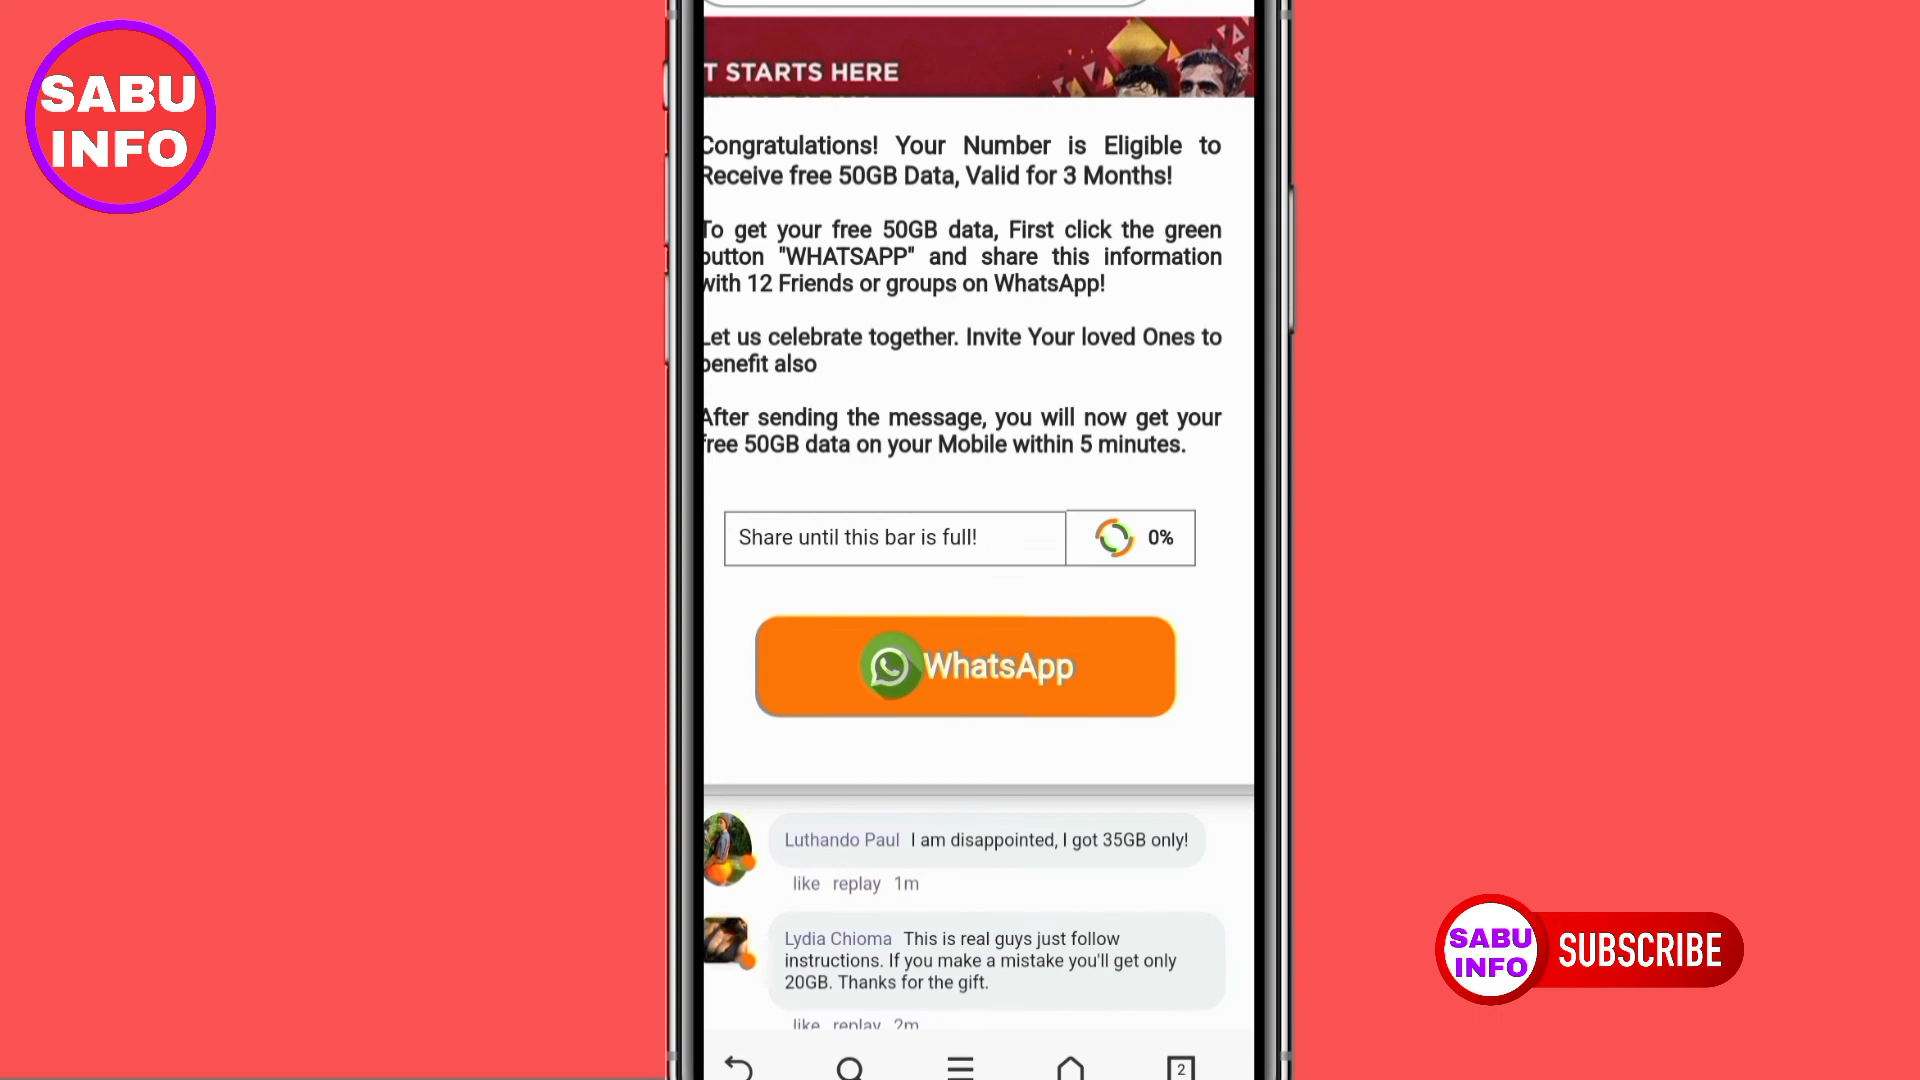 SABU
INFO
T STARTS HERE
Congratulations! Your Number is Eligible to
Receive free 50GB Data, Valid for 3 Months!
To get your free 50GB data, First click the green
button "WHATSAPP" and share this information
with 12 Friends or groups on WhatsApp!
Let us celebrate together. Invite Your loved Ones to
benefit also
After sending the message, you will now get your
free 50GB data on your Mobile within 5 minutes.
Share until this bar is full! 0%
WhatsApp
Luthando Paul I am disappointed, I got 35GB only!
like replay 1m
Lydia Chioma This is real guys just follow
instructions. If you make a mistake you'll get only
20GB. Thanks for the gift.
like replay 2m
2
SABU
INFO
SUBSCRIBE